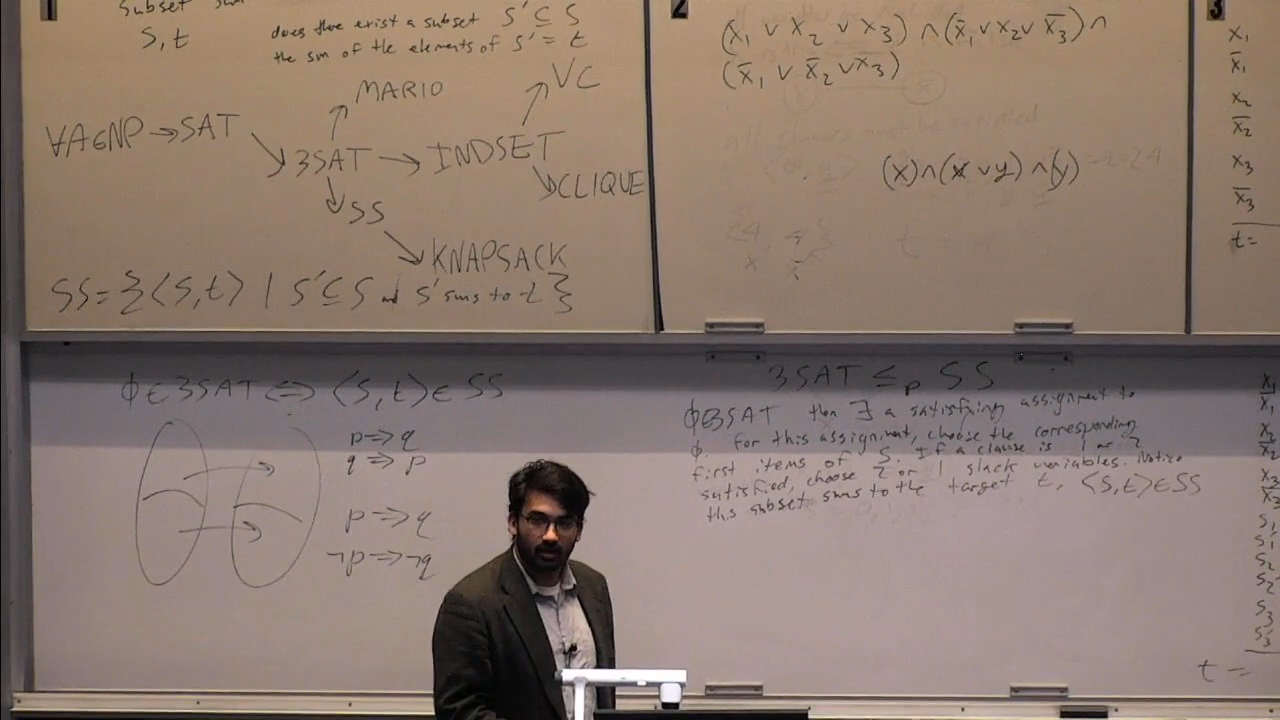 1
Subset Sum
S, t
does there exist a subset S' ⊆ S
the sum of the elements of S' = t
MARIO
VC
∀A∈NP → SAT
3SAT → INDSET
CLIQUE
SS
KNAPSACK
SS = {⟨S,t⟩ | S' ⊆ S and S' sums to t}
2
(x̄₁ ∨ x₂ ∨ x₃) ∧ (x̄₁ ∨ x₂ ∨ x̄₃) ∧
(x̄₁ ∨ x̄₂ ∨ x̄₃)
(x) ∧ (x ∨ y) ∧ (y)
3
x₁
x̄₁
x₂
x̄₂
x₃
x̄₃
t=
ϕ ∈ 3SAT ⇔ ⟨S,t⟩ ∈ SS
p ⇒ q
q ⇒ p
p ⇒ q
¬p ⇒ ¬q
3SAT ≤ₚ SS
ϕ∈3SAT then ∃ a satisfying assignment to
ϕ. For this assignment, choose the corresponding
first items of S. If a clause is 1 or 2
satisfied, choose 2 or 1 slack variables. Notice
this subset sums to the target t, ⟨S,t⟩ ∈ SS
x₁
x̄₁
x₂
x̄₂
x₃
x̄₃
S₁
S₁'
S₂
S₂'
S₃
S₃'
t =